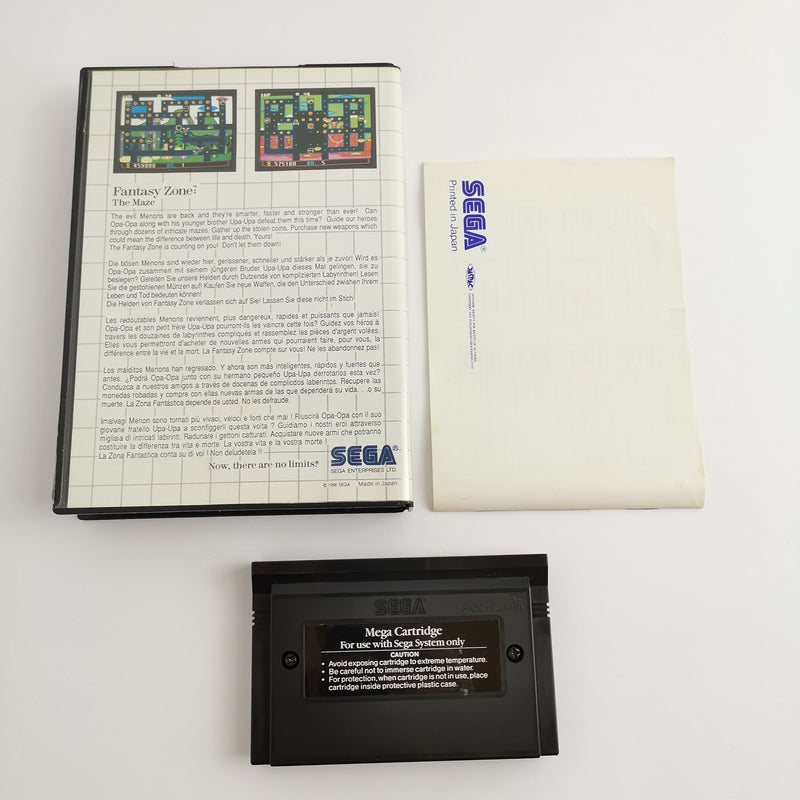 458980
1
575180
5
Fantasy Zone™
The Maze
The evil Menons are back and they're smarter, faster and stronger than ever! Can
Opa-Opa along with his younger brother Upa-Upa defeat them this time? Guide our heroes
through dozens of intricate mazes. Gather up the stolen coins. Purchase new weapons which
could mean the difference between life and death. Yours!
The Fantasy Zone is counting on you! Don't let them down!
Die bösen Menons sind wieder hier, gerissener, schneller und stärker als je zuvor! Wird es
Opa-Opa zusammen mit seinem jüngeren Bruder Upa-Upa dieses Mal gelingen, sie zu
besiegen? Geleiten Sie unsere Helden durch Dutzende von komplizierten Labyrinthen! Lesen
Sie die gestohlenen Münzen auf! Kaufen Sie neue Waffen, die den Unterschied zwischen Ihrem
Leben und Tod bedeuten können!
Die Helden von Fantasy Zone verlassen sich auf Sie! Lassen Sie diese nicht im Stich!
Les redoutables Menons reviennent, plus dangereux, rapides et puissants que jamais!
Opa-Opa et son petit frère Upa-Upa pourront-ils les vaincre cette fois? Guidez vos héros à
travers les douzaines de labyrinthes compliqués et rassemblez les pièces d'argent volées.
Elles vous permettront d'acheter de nouvelles armes qui pourraient faire, pour vous, la
différence entre la vie et la mort. La Fantasy Zone compte sur vous! Ne les abandonnez pas!
Los malditos Menons han regresado. Y ahora son más inteligentes, rápidos y fuertes que
antes. ¿Podrá Opa-Opa junto con su hermano pequeño Upa-Upa derrotarlos esta vez?
Conduzca a nuestros amigos a través de docenas de complicdos laberintos. Recupere las
monedas robadas y compre con ellas nuevas armas de las que dependerá su vida. . .o su
muerte. La Zona Fantástica depende de usted. No les defraude.
Imalvagi Menon sono tornati più vivaci, veloci e forti che mai ! Riuscirà Opa-Opa con il suo
giovane fratello Upa-Upa a sconfiggerli questa volta ? Guidiamo i nostri eroi attraverso
migliaia di intricati labiriti. Radunare i gettoni catturati ! Acquistare nuove armi che potranno
costituire la differenza tra vita e morte. La vostra vita e la vostra morte !
La Zona Fantastica conta su di voi ! Non deludetela !!
Now, there are no limits.®
SEGA®
SEGA ENTERPRISES LTD.
© 1988 SEGA Made in Japan
SEGA®
Printed in Japan
SEGA
MADE IN JAPAN
Mega Cartridge
For use with Sega System only
CAUTION
• Avoid exposing cartridge to extreme temperature.
• Be careful not to immerse cartridge in water.
• For protection, when cartridge is not in use, place
cartridge inside protective plastic case.